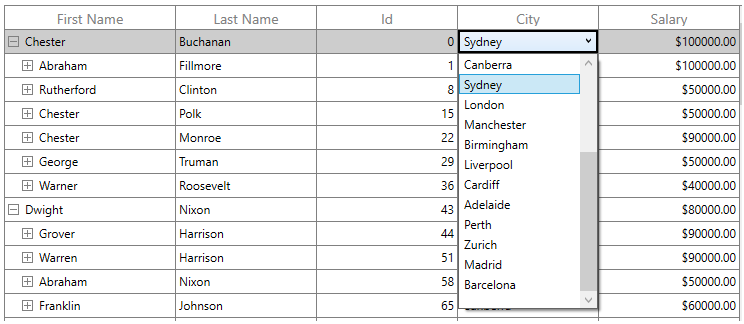 First Name Last Name Id City Salary
Chester Buchanan 0 Sydney $100000.00
Abraham Fillmore 1 Canberra $100000.00
Rutherford Clinton 8 Sydney $50000.00
Chester Polk 15 London $50000.00
Chester Monroe 22 Manchester $90000.00
Birmingham
George Truman 29 Liverpool $50000.00
Warner Roosevelt 36 Cardiff $40000.00
Dwight Nixon 43 Adelaide $80000.00
Grover Harrison 44 Perth $90000.00
Warren Harrison 51 Zurich $90000.00
Madrid
Abraham Nixon 58 Barcelona $50000.00
Franklin Johnson 65 $60000.00